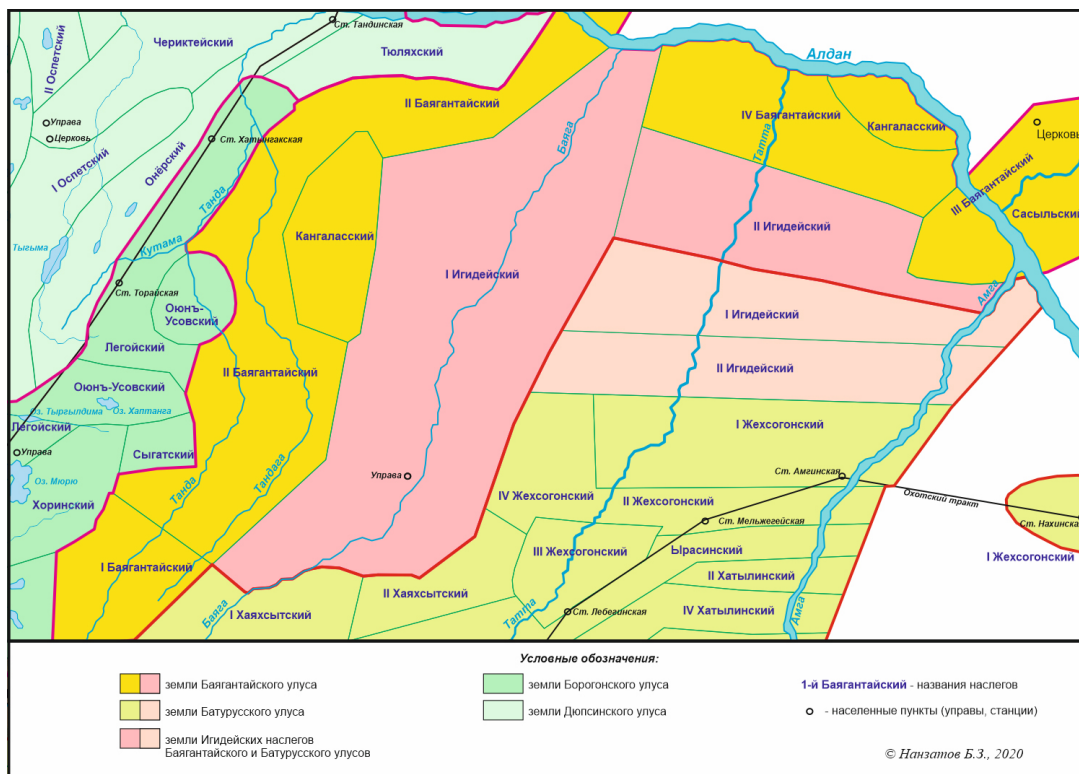 Ст. Тандинская
Чериктейский
Тюляхский
Алдан
II Оспетский
II Баягантайский
IV Баягантайский
Кангаласский
Церковь
Управа
Церковь
Ст. Хатынгакская
Баяга
Татта
I Оспетский
Онёрский
Танда
III Баягантайский
Сасыльский
Тыгыма
Кутама
Кангаласский
II Игидейский
I Игидейский
Ст. Торайская
Амга
Оюнъ-
Усовский
I Игидейский
Легойский
II Баягантайский
II Игидейский
Оюнъ-Усовский
Оз. Тыргылдима
Оз. Хаптанга
Легойский
I Жехсогонский
Управа
Сыгатский
Управа
Ст. Амгинская
Оз. Мюрю
Танда
Тандага
IV Жехсогонский
II Жехсогонский
Охотский тракт
Хоринский
Ст. Мельжегейская
Ст. Нахинская
III Жехсогонский
Ырасинский
I Жехсогонский
I Баягантайский
II Хатылинский
I Хаяхсытский
II Хаяхсытский
Баяга
Татта
Ст. Лебегинская
IV Хатылинский
Амга
Условные обозначения:
земли Баягантайского улуса
земли Борогонского улуса
1-й Баягантайский - названия наслегов
земли Батурусского улуса
земли Дюпсинского улуса
- населенные пункты (управы, станции)
земли Игидейских наслегов
Баягантайского и Батурусского улусов
© Нанзатов Б.З., 2020